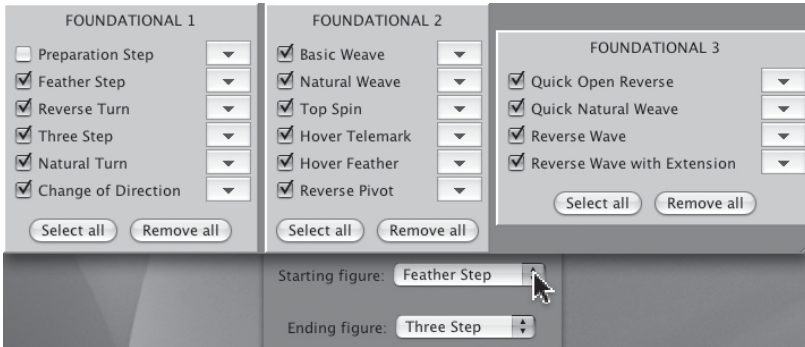 FOUNDATIONAL 1
Preparation Step
Feather Step
Reverse Turn
Three Step
Natural Turn
Change of Direction
Select all
Remove all
FOUNDATIONAL 2
Basic Weave
Natural Weave
Top Spin
Hover Telemark
Hover Feather
Reverse Pivot
Select all
Remove all
FOUNDATIONAL 3
Quick Open Reverse
Quick Natural Weave
Reverse Wave
Reverse Wave with Extension
Select all
Remove all
Starting figure: Feather Step
Ending figure: Three Step